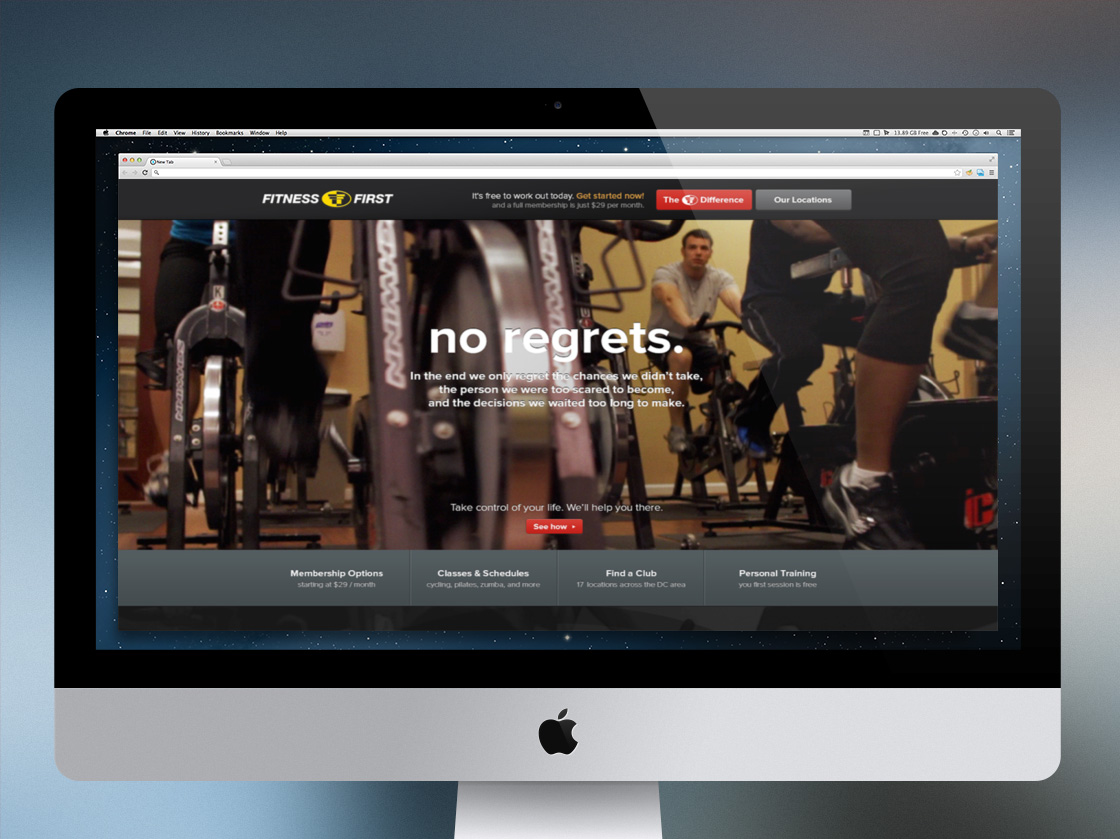 Chrome File Edit View History Bookmarks Window Help
13.89 GB Free
New Tab
FITNESS FIRST
It's free to work out today. Get started now!
and a full membership is just $29 per month.
The Difference
Our Locations
SCHWINN
SCHWINN
SCHWINN
K
no regrets.
In the end we only regret the chances we didn't take,
the person we were too scared to become,
and the decisions we waited too long to make.
Take control of your life. We'll help you there.
See how
Membership Options
starting at $29 / month
Classes & Schedules
cycling, pilates, zumba, and more
Find a Club
17 locations across the DC area
Personal Training
you first session is free